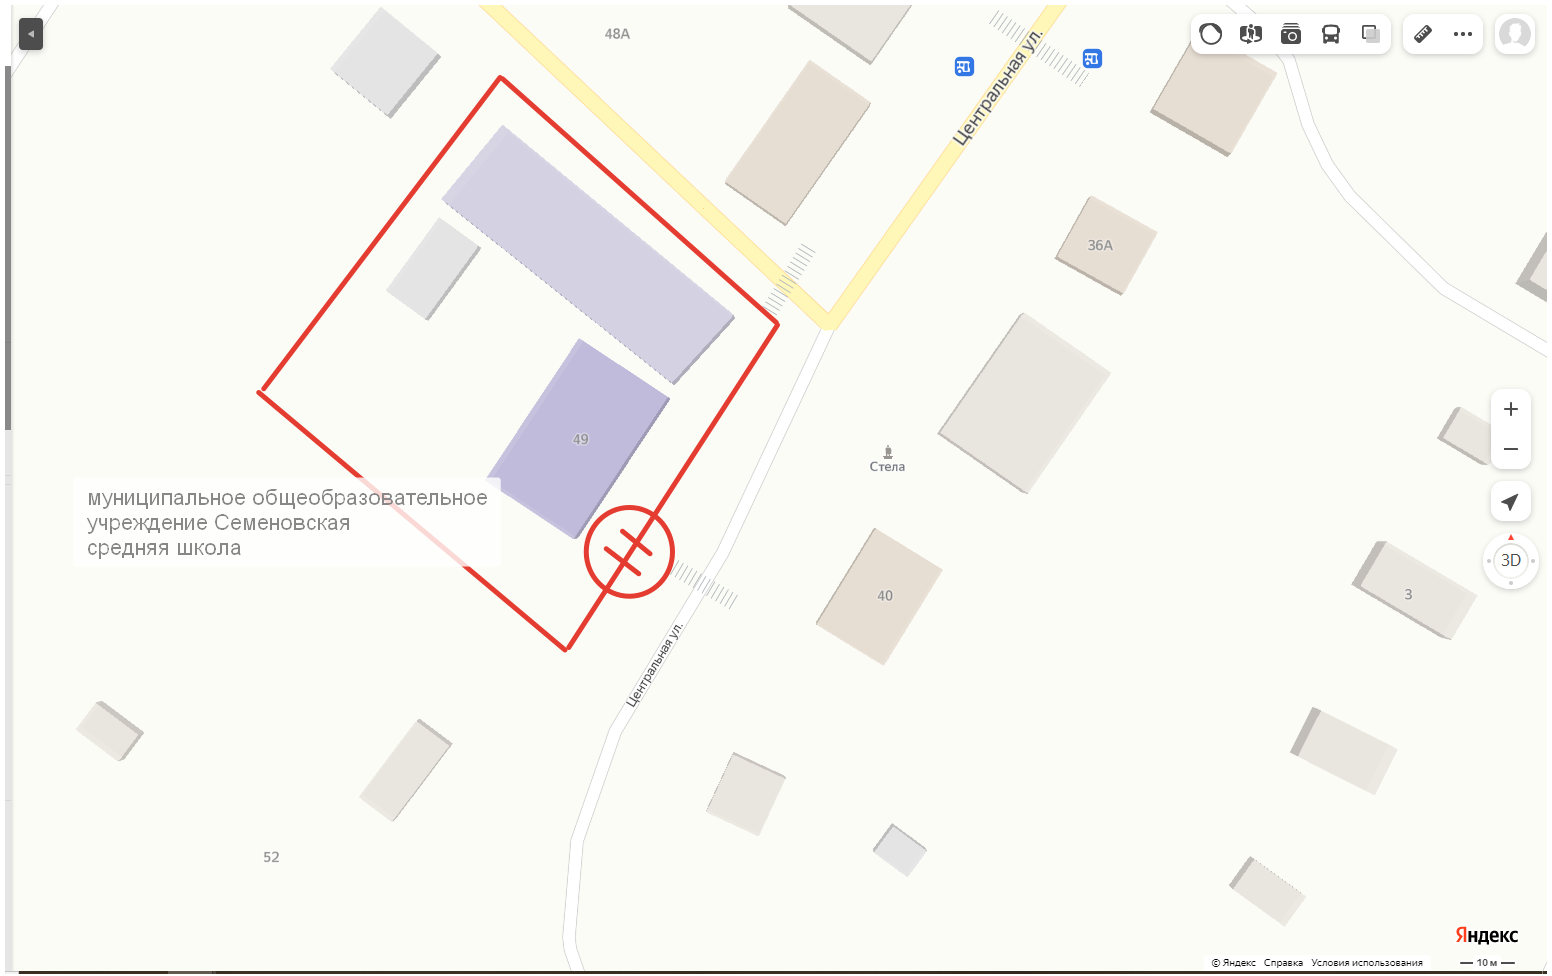 48А
Центральная ул.
36А
49
Стела
муниципальное общеобразовательное
учреждение Семеновская
средняя школа
40
3
3D
Центральная ул.
52
Яндекс
© Яндекс Справка Условия использования
10 м